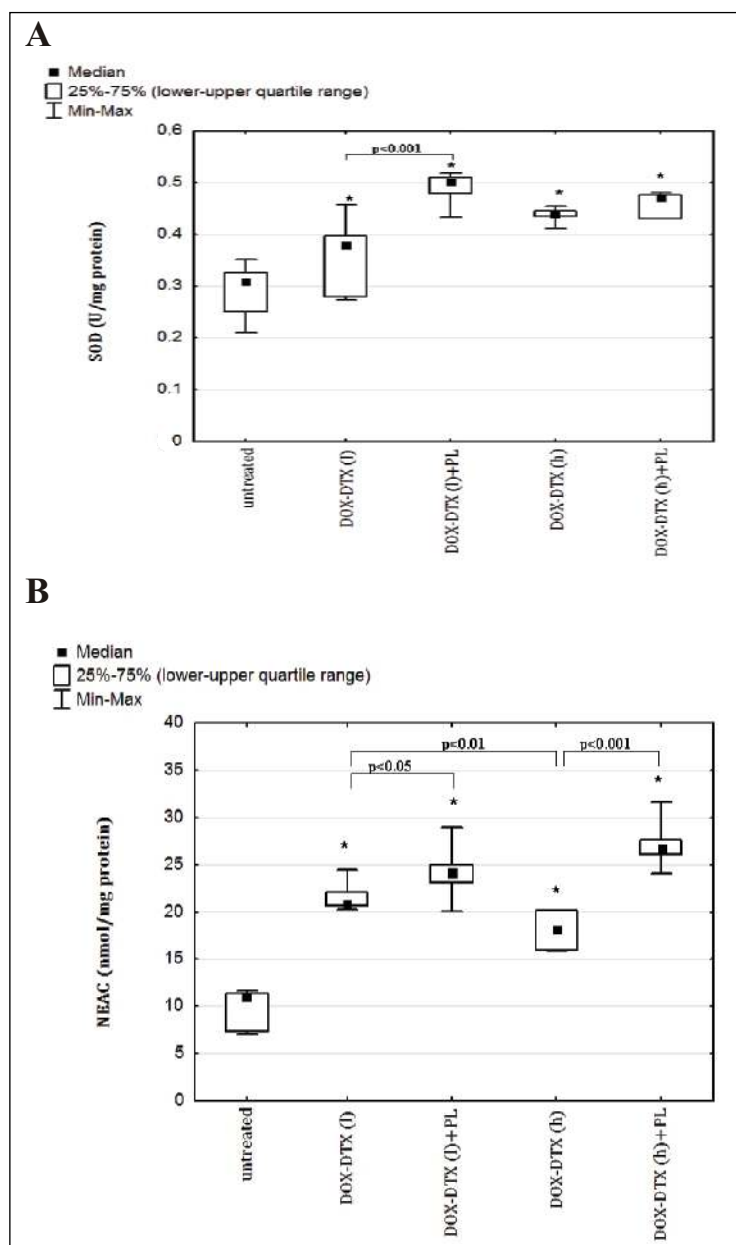 A
Median
25%-75% (lower-upper quartile range)
Min-Max
0.6
0.5
0.4
0.3
0.2
0.1
0
SOD (U/mg protein)
p<0.001
*
*
*
*
untreated
DOX-DTX (l)
DOX-DTX (l)+PL
DOX-DTX (h)
DOX-DTX (h)+PL
B
Median
25%-75% (lower-upper quartile range)
Min-Max
40
35
30
25
20
15
10
5
0
NEAC (nmol/mg protein)
p<0.01
p<0.001
p<0.05
*
*
*
*
untreated
DOX-DTX (l)
DOX-DTX (l)+PL
DOX-DTX (h)
DOX-DTX (h)+PL